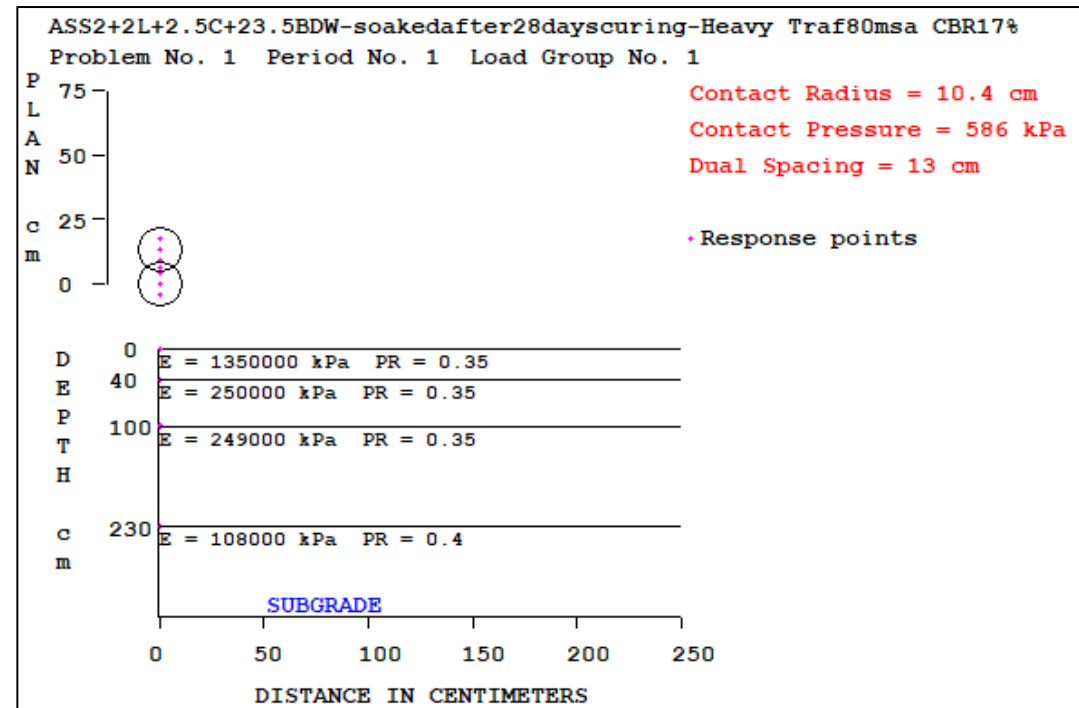 ASS2+2L+2.5C+23.5BDW-soakedafter28dayscuring-Heavy Traf80msa CBR17%
Problem No. 1 Period No. 1 Load Group No. 1
PLAN cm
75
50
25
0
Contact Radius = 10.4 cm
Contact Pressure = 586 kPa
Dual Spacing = 13 cm
Response points
DEPTH cm
0
E = 1350000 kPa PR = 0.35
40
E = 250000 kPa PR = 0.35
100
E = 249000 kPa PR = 0.35
230
E = 108000 kPa PR = 0.4
SUBGRADE
0 50 100 150 200 250
DISTANCE IN CENTIMETERS